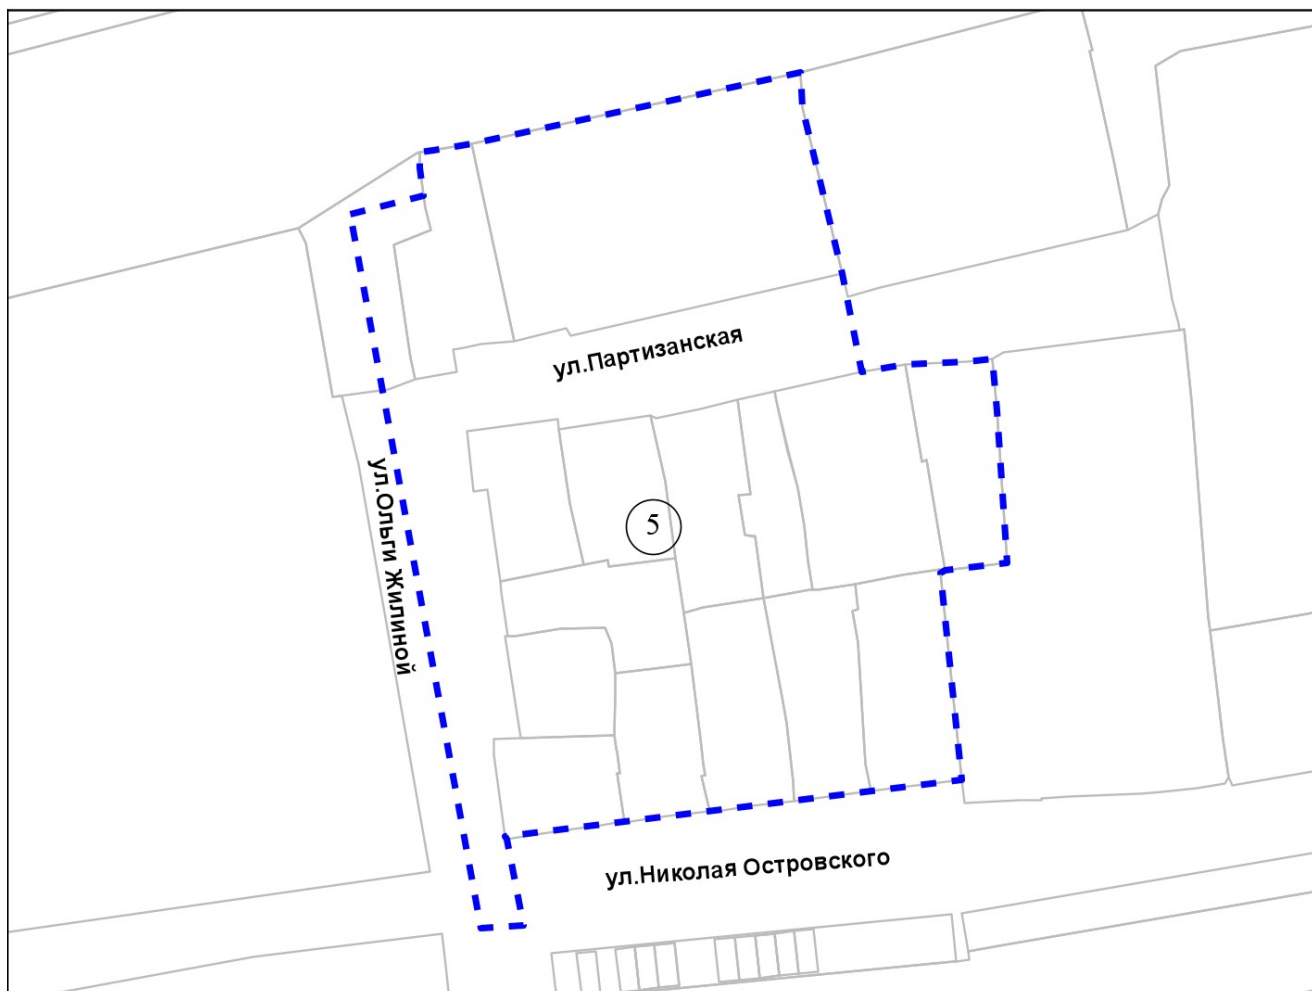 ул.Партизанская
ул.Ольги Жилиной
5
ул.Николая Островского